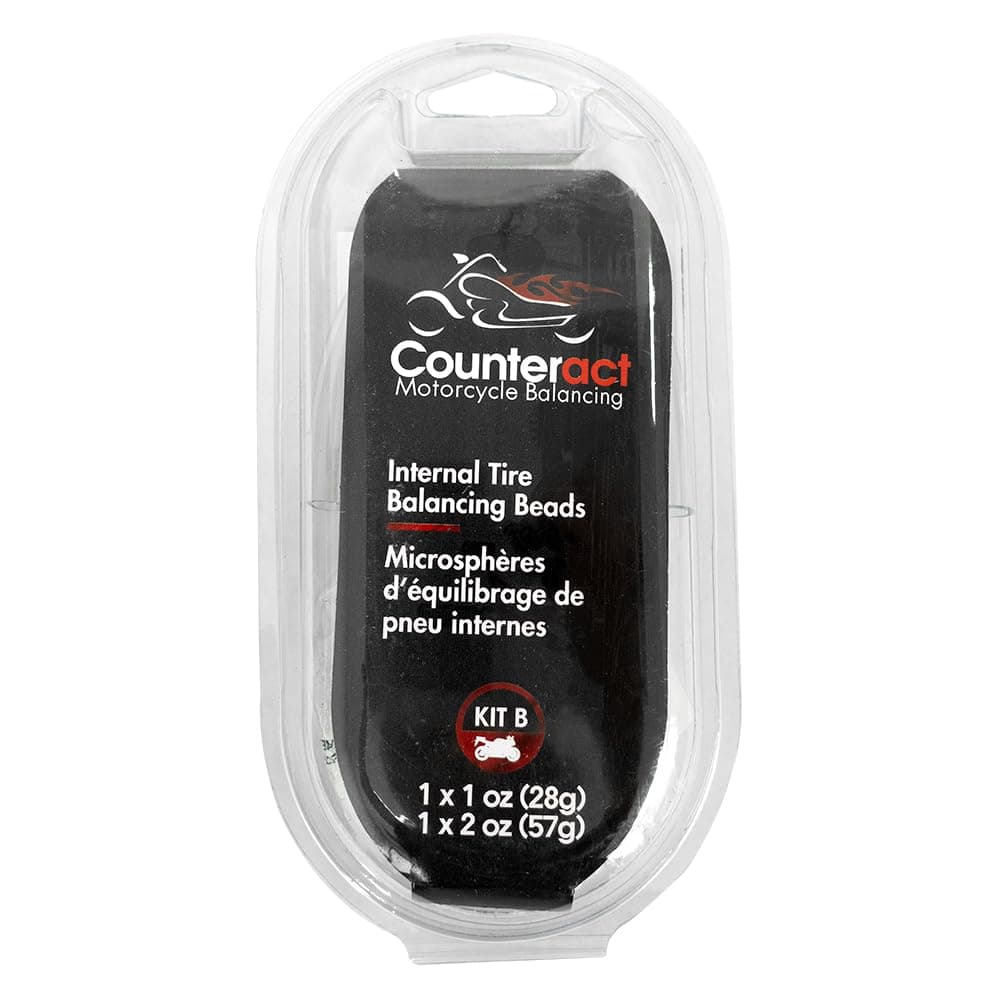 Counteract
Motorcycle Balancing
Internal Tire
Balancing Beads
Microsphères
d'équilibrage de
pneu internes
KIT B
1 x 1 oz (28g)
1 x 2 oz (57g)